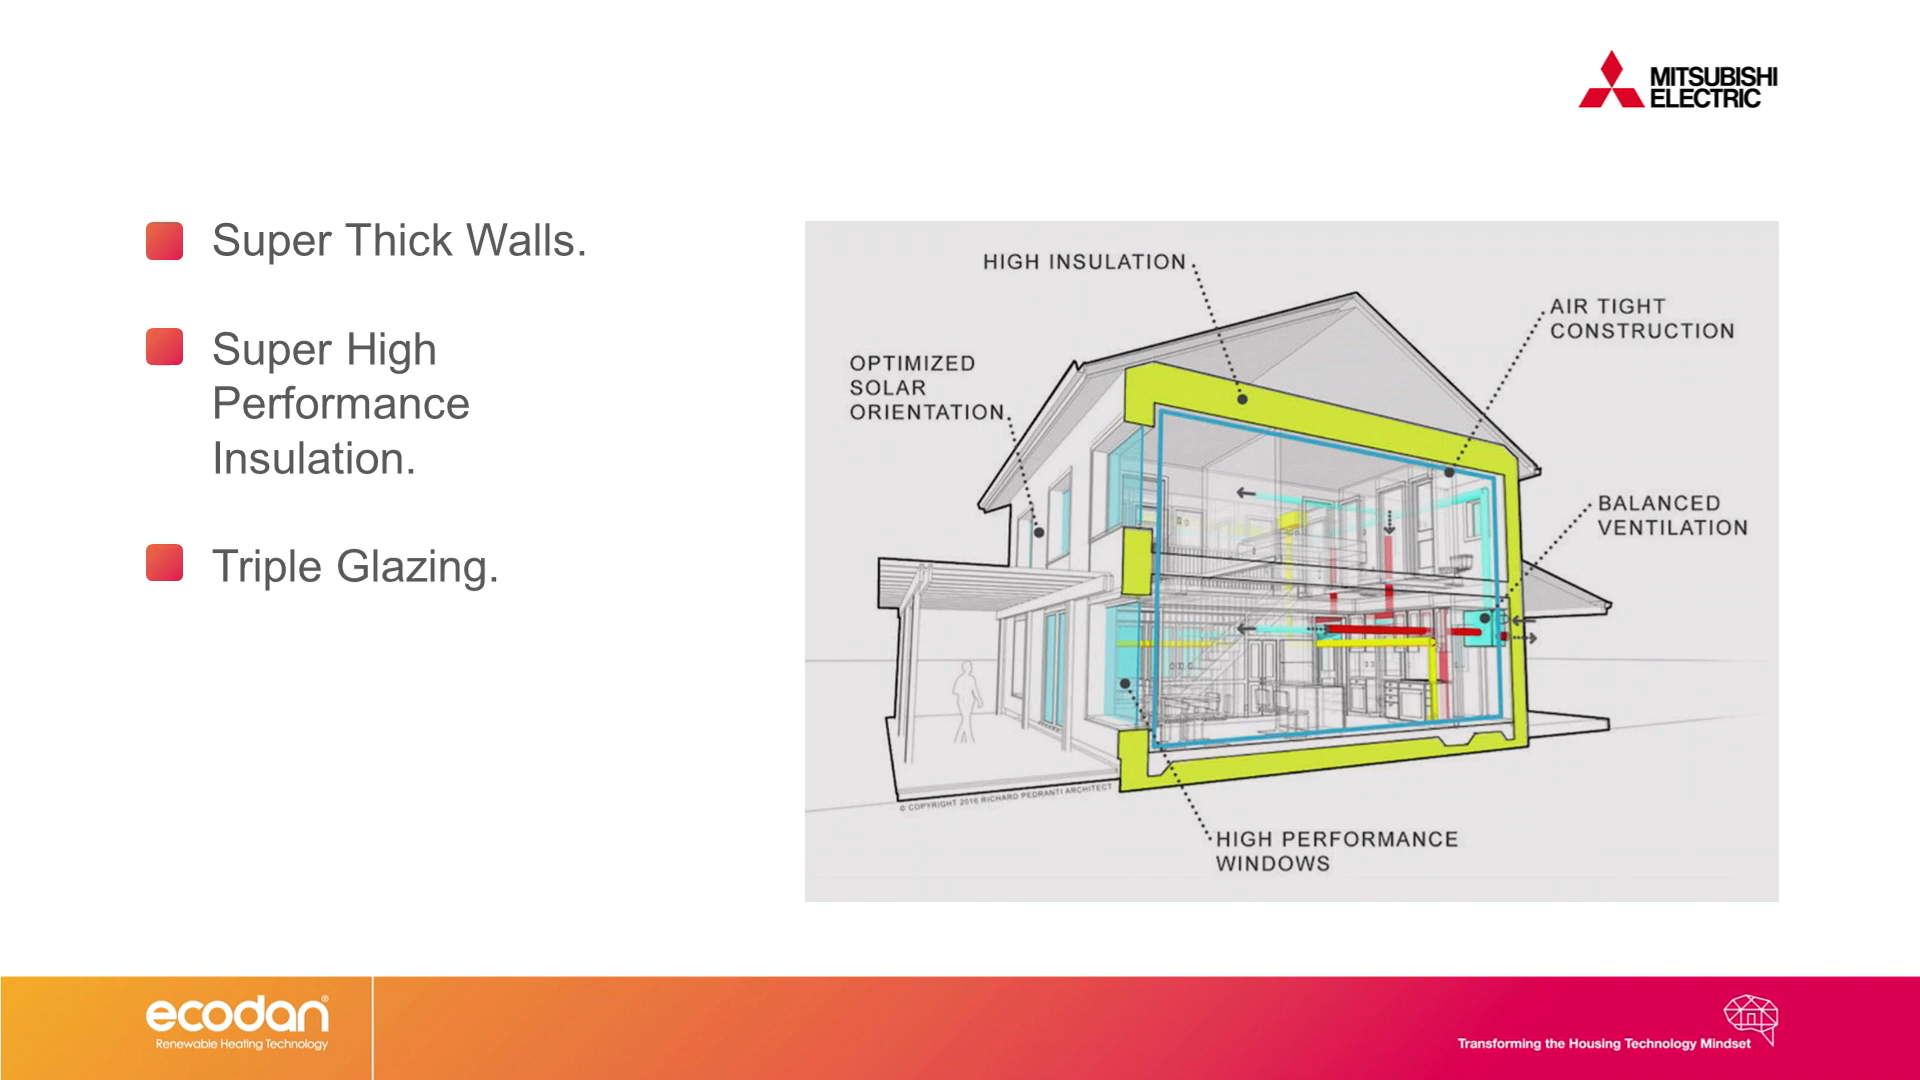 MITSUBISHI
ELECTRIC
Super Thick Walls.
Super High
Performance
Insulation.
Triple Glazing.
HIGH INSULATION
AIR TIGHT
CONSTRUCTION
OPTIMIZED
SOLAR
ORIENTATION
BALANCED
VENTILATION
© COPYRIGHT 2016 RICHARD PEDRANTI ARCHITECT
HIGH PERFORMANCE
WINDOWS
ecodan®
Renewable Heating Technology
Transforming the Housing Technology Mindset